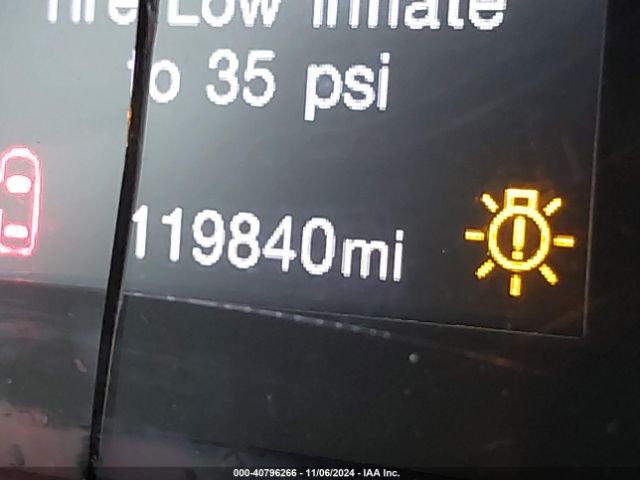 Tire Low Inflate
to 35 psi
119840mi
000-40796266 - 11/06/2024 - IAA Inc.